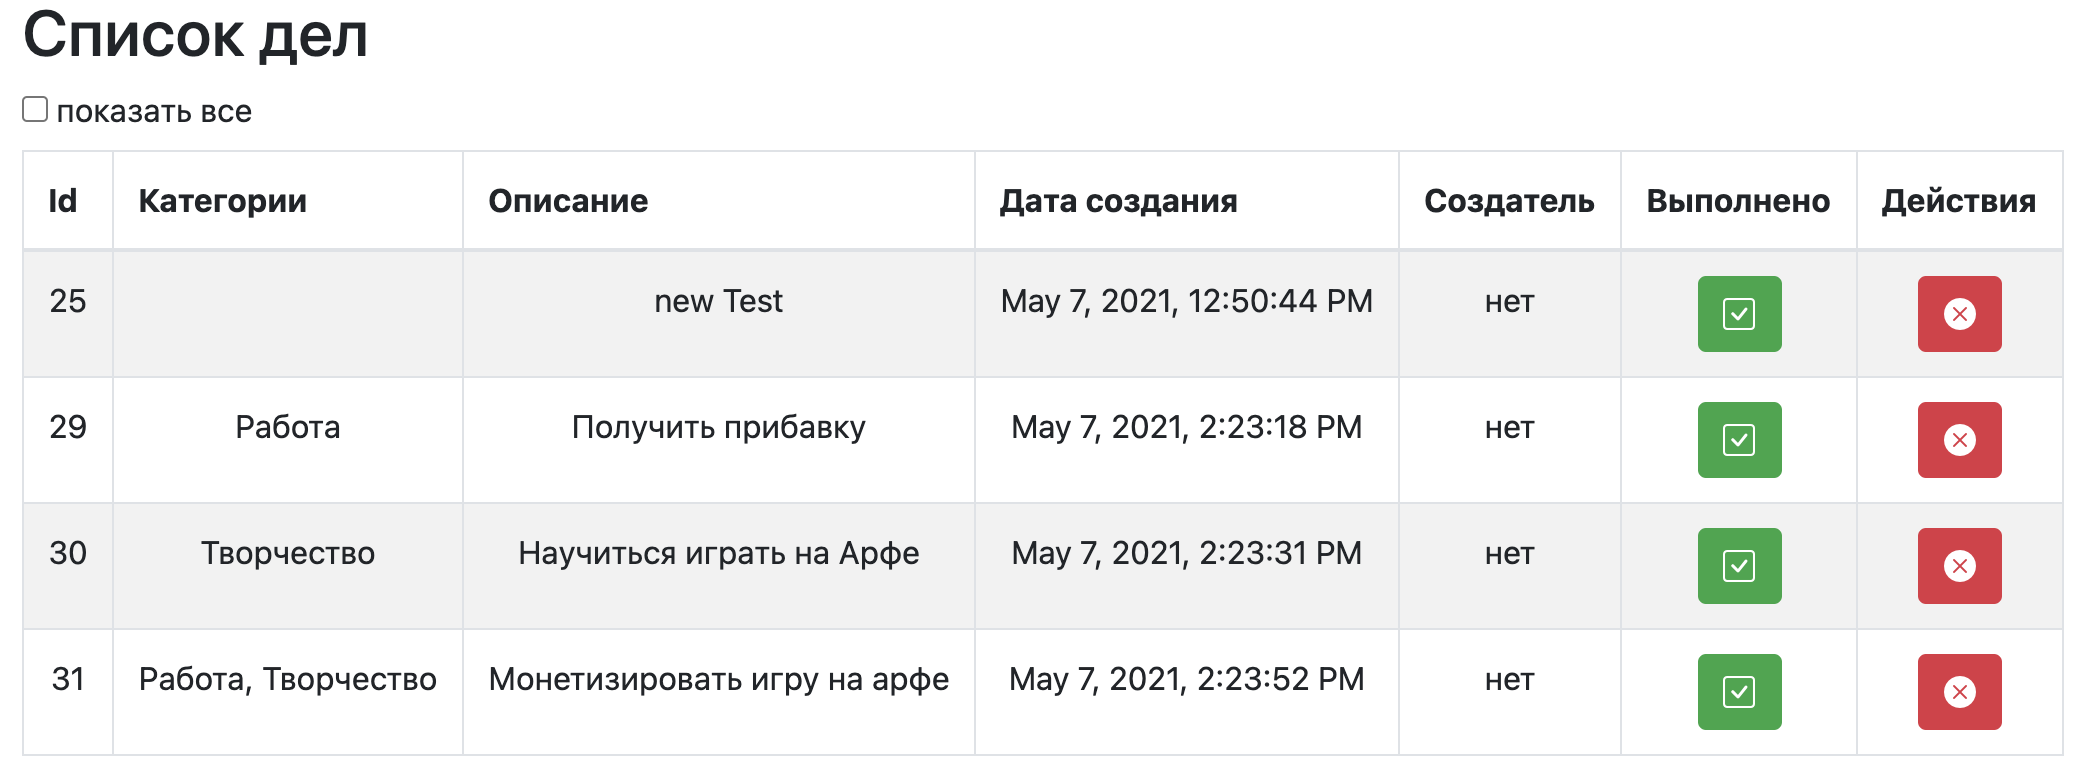 Список дел
показать все
Id Категории Описание Дата создания Создатель Выполнено Действия
25 new Test May 7, 2021, 12:50:44 PM нет
29 Работа Получить прибавку May 7, 2021, 2:23:18 PM нет
30 Творчество Научиться играть на Арфе May 7, 2021, 2:23:31 PM нет
31 Работа, Творчество Монетизировать игру на арфе May 7, 2021, 2:23:52 PM нет